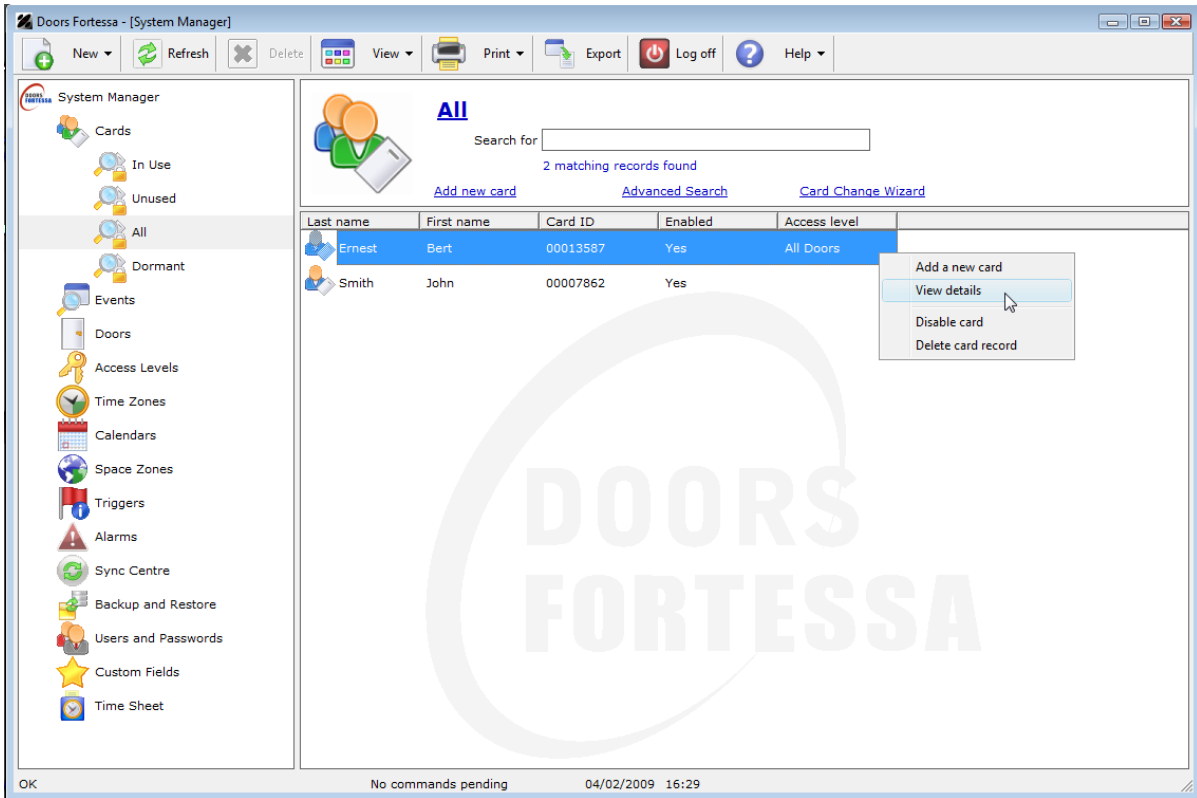 Doors Fortessa - [System Manager]
New Refresh Delete View Print Export Log off Help
DOORS FORTESSA System Manager
Cards
In Use
Unused
All
Dormant
Events
Doors
Access Levels
Time Zones
Calendars
Space Zones
Triggers
Alarms
Sync Centre
Backup and Restore
Users and Passwords
Custom Fields
Time Sheet
All
Search for
2 matching records found
Add new card Advanced Search Card Change Wizard
Last name First name Card ID Enabled Access level
Ernest Bert 00013587 Yes All Doors
Smith John 00007862 Yes
Add a new card
View details
Disable card
Delete card record
DOORS
FORTESSA
OK No commands pending 04/02/2009 16:29